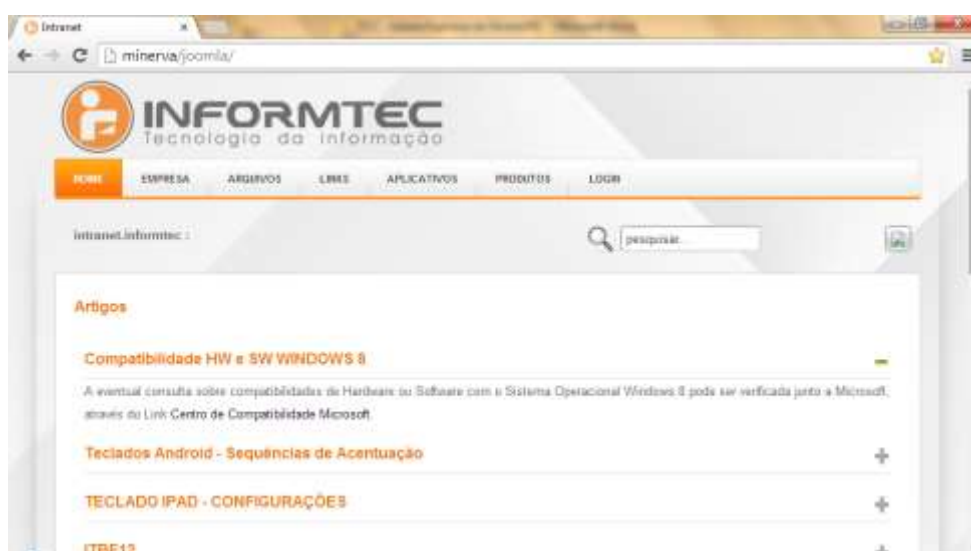 Intranet
minerva/joomla/
INFORMTEC
Tecnologia da informação
HOME EMPRESA ARQUIVOS LINKS APLICATIVOS PRODUTOS LOGIN
intranet.informtec :
pesquisar...
Artigos
Compatibilidade HW e SW WINDOWS 8
A eventual consulta sobre compatibilidades de Hardware ou Software com o Sistema Operacional Windows 8 pode ser verificada junto a Microsoft,
através do Link Centro de Compatibilidade Microsoft.
Teclados Android - Sequências de Acentuação
TECLADO IPAD - CONFIGURAÇÕES